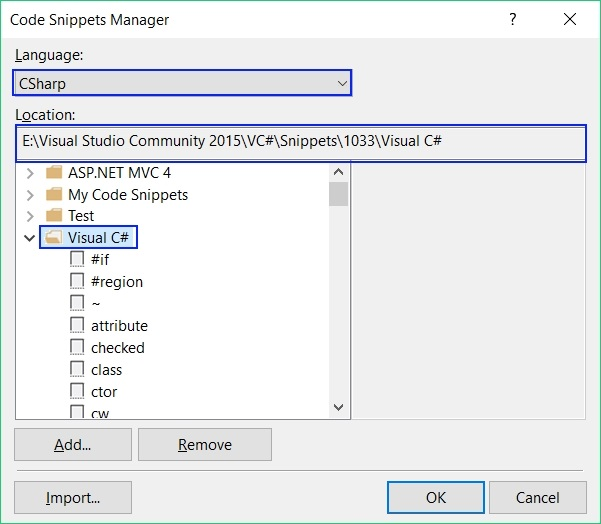 Code Snippets Manager
?
Language:
CSharp
Location:
E:\Visual Studio Community 2015\VC#\Snippets\1033\Visual C#
ASP.NET MVC 4
My Code Snippets
Test
Visual C#
#if
#region
~
attribute
checked
class
ctor
cw
Add...
Remove
Import...
OK
Cancel